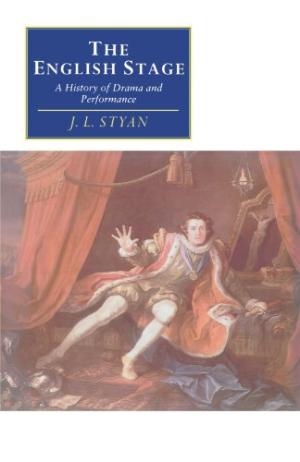 THE
ENGLISH STAGE
A History of Drama and
Performance
J. L. STYAN